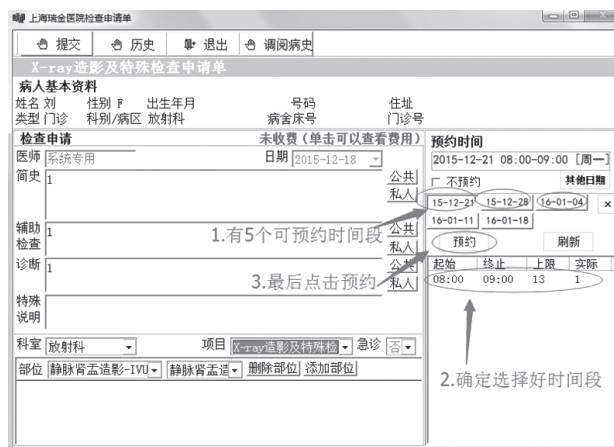 上海瑞金医院检查申请单
提交 历史 退出 调阅病史
X-ray造影及特殊检查申请单
病人基本资料
姓名 刘 性别 F 出生年月 号码 住址
类型 门诊 科别/病区 放射科 病舍床号 门诊号
检查申请 未收费(单击可以查看费用)
医师 系统专用 日期 2015-12-18
简史 1 公共
私人
辅助检查 1 公共
私人
诊断 1 公共
私人
特殊说明
科室 放射科 项目 X-ray造影及特殊检 急诊 否
部位 静脉肾盂造影-IVU 静脉肾盂造 删除部位 添加部位
预约时间
2015-12-21 08:00-09:00 [周一]
不预约 其他日期
15-12-21 15-12-28 16-01-04 ×
16-01-11 16-01-18
预约 刷新
起始 终止 上限 实际
08:00 09:00 13 1
1.有5个可预约时间段
3.最后点击预约
2.确定选择好时间段